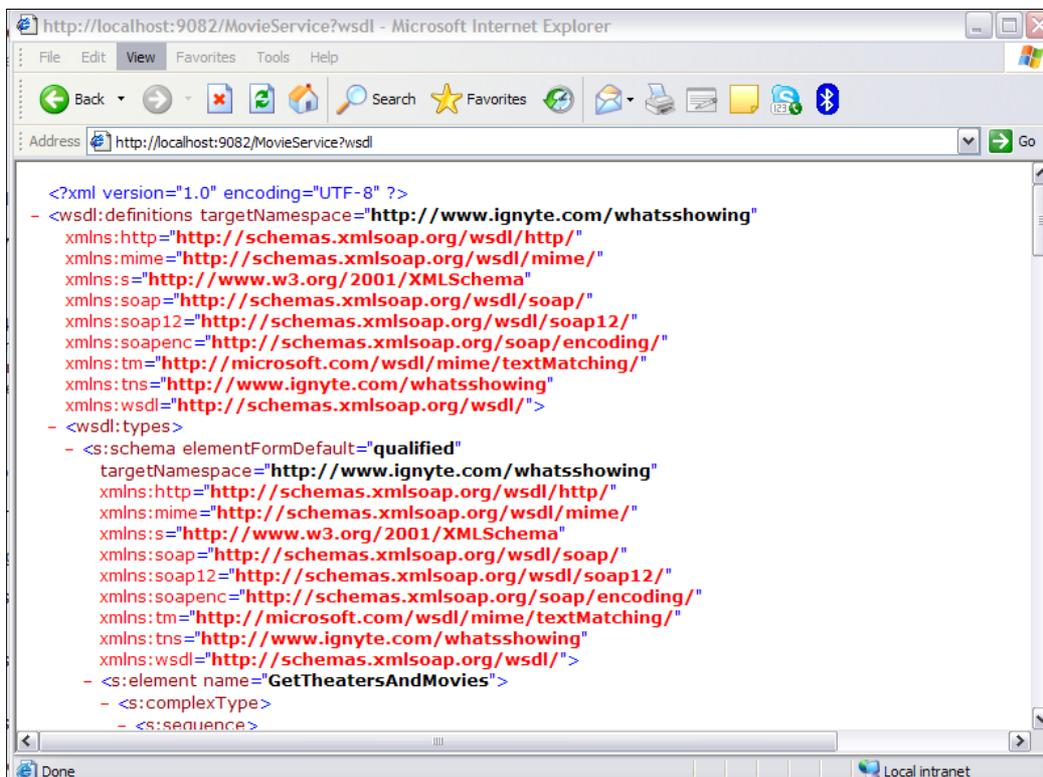 http://localhost:9082/MovieService?wsdl - Microsoft Internet Explorer
File Edit View Favorites Tools Help
Back Search Favorites 123
Address http://localhost:9082/MovieService?wsdl Go
<?xml version="1.0" encoding="UTF-8" ?>
- <wsdl:definitions targetNamespace="http://www.ignyte.com/whatsshowing"
xmlns:http="http://schemas.xmlsoap.org/wsdl/http/"
xmlns:mime="http://schemas.xmlsoap.org/wsdl/mime/"
xmlns:s="http://www.w3.org/2001/XMLSchema"
xmlns:soap="http://schemas.xmlsoap.org/wsdl/soap/"
xmlns:soap12="http://schemas.xmlsoap.org/wsdl/soap12/"
xmlns:soapenc="http://schemas.xmlsoap.org/soap/encoding/"
xmlns:tm="http://microsoft.com/wsdl/mime/textMatching/"
xmlns:tns="http://www.ignyte.com/whatsshowing"
xmlns:wsdl="http://schemas.xmlsoap.org/wsdl/">
- <wsdl:types>
- <s:schema elementFormDefault="qualified"
targetNamespace="http://www.ignyte.com/whatsshowing"
xmlns:http="http://schemas.xmlsoap.org/wsdl/http/"
xmlns:mime="http://schemas.xmlsoap.org/wsdl/mime/"
xmlns:s="http://www.w3.org/2001/XMLSchema"
xmlns:soap="http://schemas.xmlsoap.org/wsdl/soap/"
xmlns:soap12="http://schemas.xmlsoap.org/wsdl/soap12/"
xmlns:soapenc="http://schemas.xmlsoap.org/soap/encoding/"
xmlns:tm="http://microsoft.com/wsdl/mime/textMatching/"
xmlns:tns="http://www.ignyte.com/whatsshowing"
xmlns:wsdl="http://schemas.xmlsoap.org/wsdl/">
- <s:element name="GetTheatersAndMovies">
- <s:complexType>
- <s:sequence>
Done Local intranet